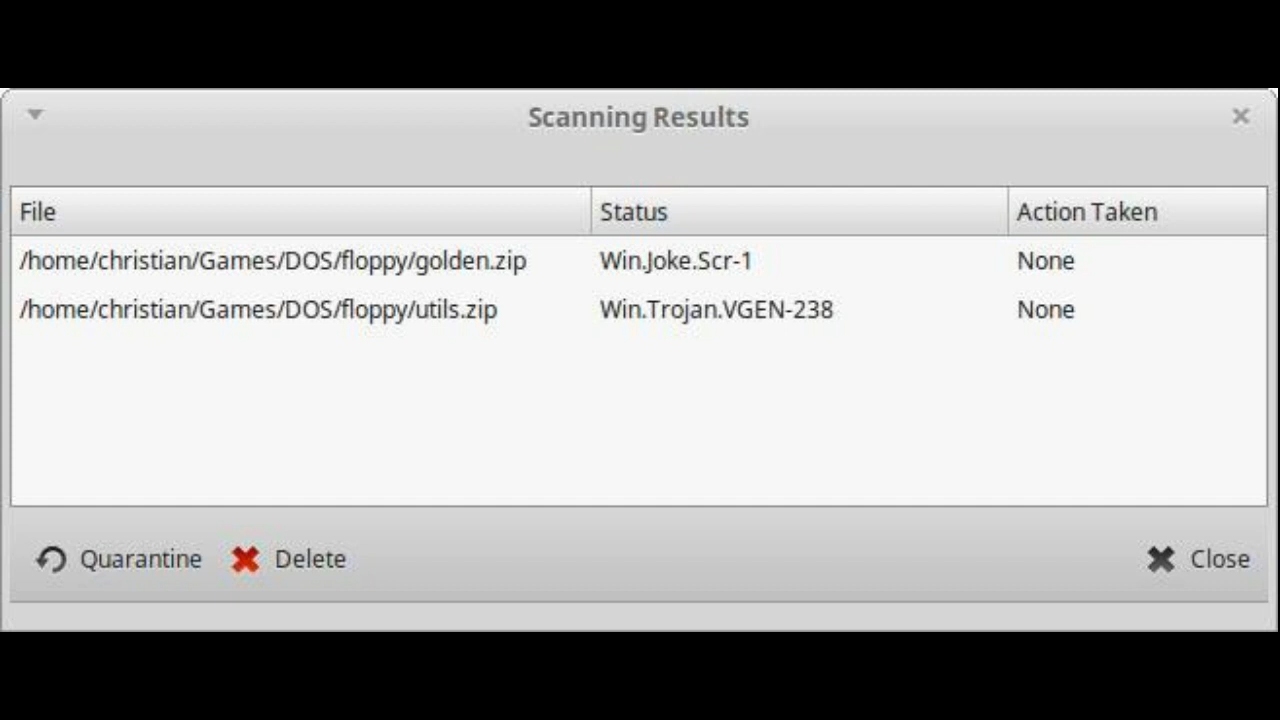 Scanning Results
File Status Action Taken
/home/christian/Games/DOS/floppy/golden.zip Win.Joke.Scr-1 None
/home/christian/Games/DOS/floppy/utils.zip Win.Trojan.VGEN-238 None
Quarantine Delete Close